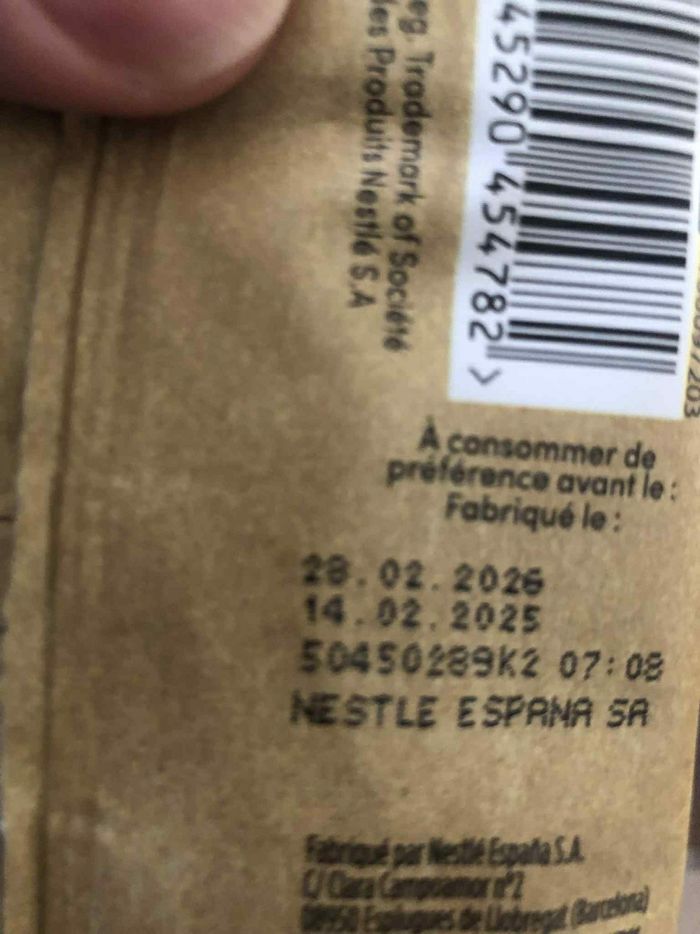 eg. Trademark of Société
des Produits Nestlé S.A
45290 454782 >
À consommer de
préférence avant le :
Fabriqué le :
28.02.2026
14.02.2025
50450289K2 07:08
NESTLE ESPANA SA
Fabriqué par Nestlé España S.A.
C/ Clara Campoamor nº2
08950 Esplugues de Llobregat (Barcelona)